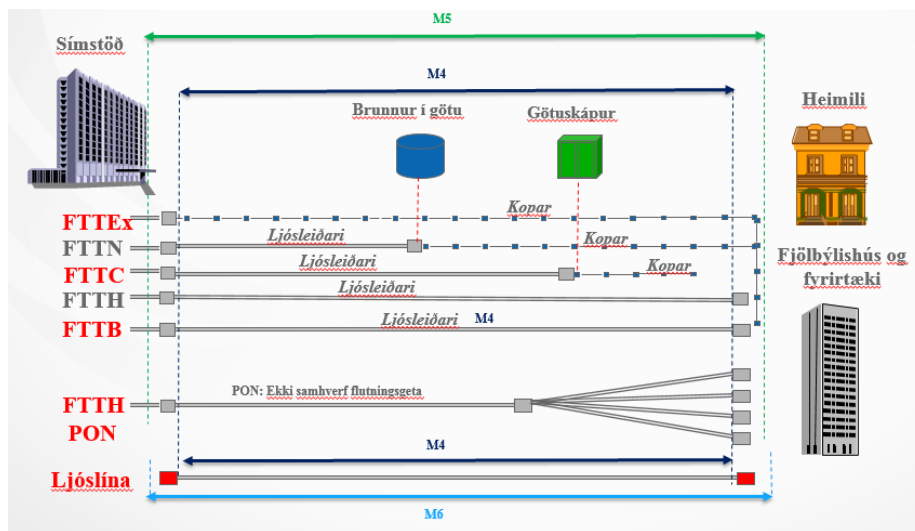 M5
Símstöð
M4
Brunnur í götu
Götuskápur
Heimili
FTTEx
Kopar
FTTN
Ljósleiðari
Kopar
FTTC
Ljósleiðari
Kopar
Fjölbýlishús og
fyrirtæki
FTTH
Ljósleiðari
FTTB
Ljósleiðari
M4
PON: Ekki samhverf flutningsgeta
FTTH
PON
M4
Ljóslína
M6